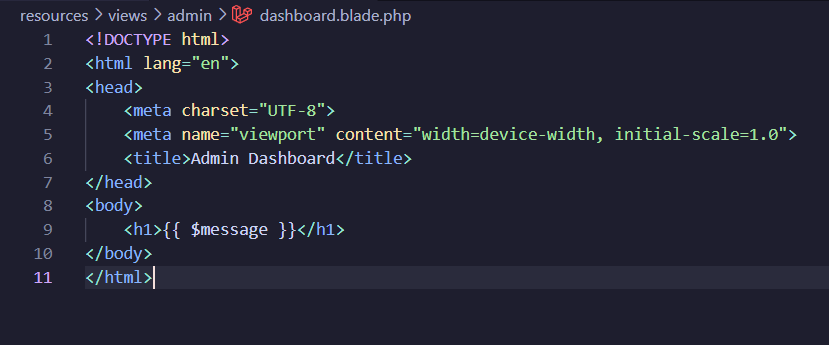 resources > views > admin > dashboard.blade.php
1 <!DOCTYPE html>
2 <html lang="en">
3 <head>
4     <meta charset="UTF-8">
5     <meta name="viewport" content="width=device-width, initial-scale=1.0">
6     <title>Admin Dashboard</title>
7 </head>
8 <body>
9     <h1>{{ $message }}</h1>
10 </body>
11 </html>